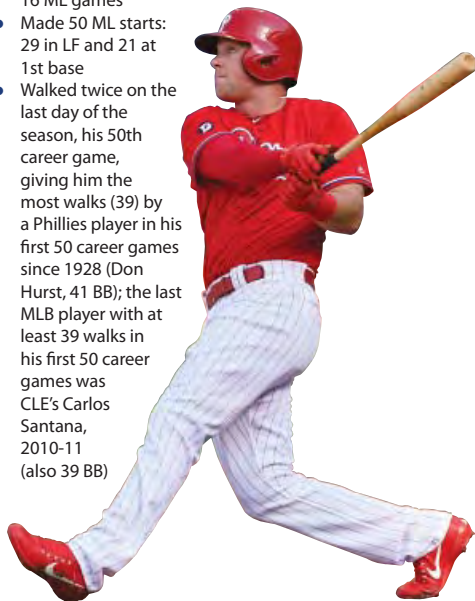 16 ML games
• Made 50 ML starts:
29 in LF and 21 at
1st base
• Walked twice on the
last day of the
season, his 50th
career game,
giving him the
most walks (39) by
a Phillies player in his
first 50 career games
since 1928 (Don
Hurst, 41 BB); the last
MLB player with at
least 39 walks in
his first 50 career
games was
CLE's Carlos
Santana,
2010-11
(also 39 BB)